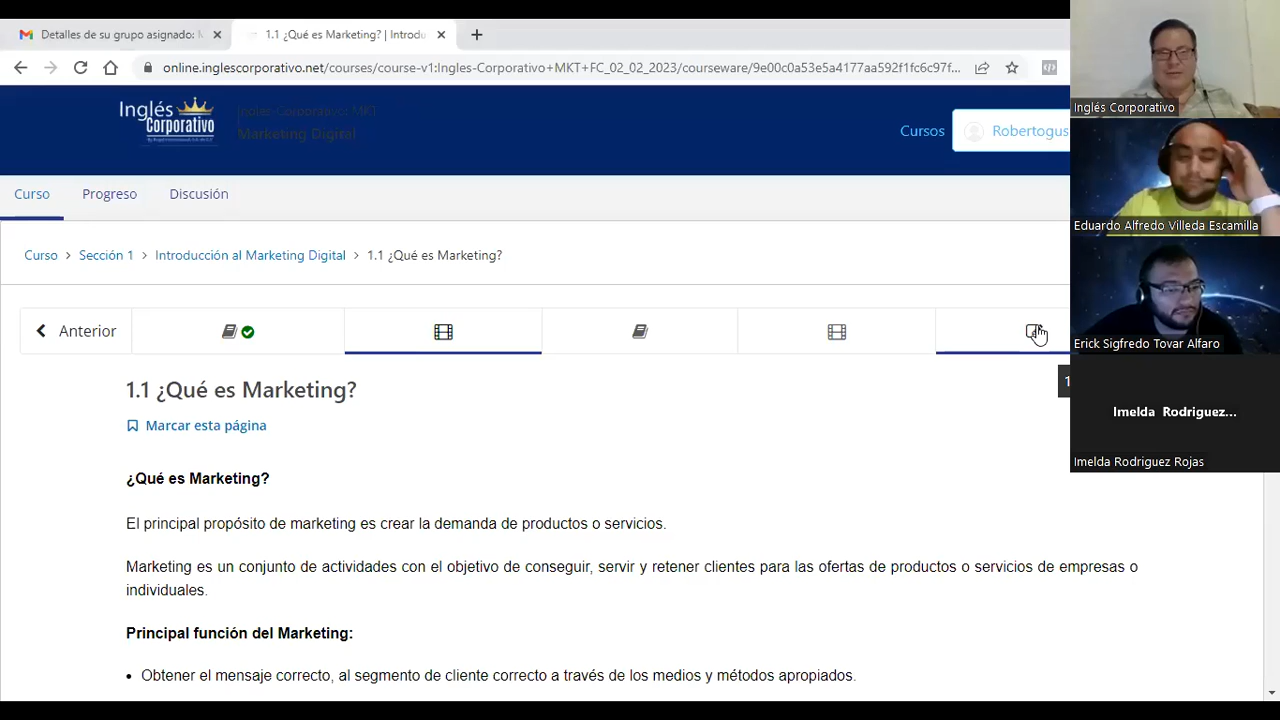 Detalles de su grupo asignado: M
1.1 ¿Qué es Marketing? | Introdu
online.inglescorporativo.net/courses/course-v1:Ingles-Corporativo+MKT+FC_02_02_2023/courseware/9e00c0a53e5a4177aa592f1fc6c97f...
Inglés Corporativo
Ingles Corporativo: MKT
Marketing Digital
Cursos
Robertogus
Curso Progreso Discusión
Curso > Sección 1 > Introducción al Marketing Digital > 1.1 ¿Qué es Marketing?
Anterior
1.1 ¿Qué es Marketing?
Marcar esta página
¿Qué es Marketing?
El principal propósito de marketing es crear la demanda de productos o servicios.
Marketing es un conjunto de actividades con el objetivo de conseguir, servir y retener clientes para las ofertas de productos o servicios de empresas o
individuales.
Principal función del Marketing:
• Obtener el mensaje correcto, al segmento de cliente correcto a través de los medios y métodos apropiados.
Inglés Corporativo
Eduardo Alfredo Villeda Escamilla
Erick Sigfredo Tovar Alfaro
Imelda Rodriguez...
Imelda Rodriguez Rojas